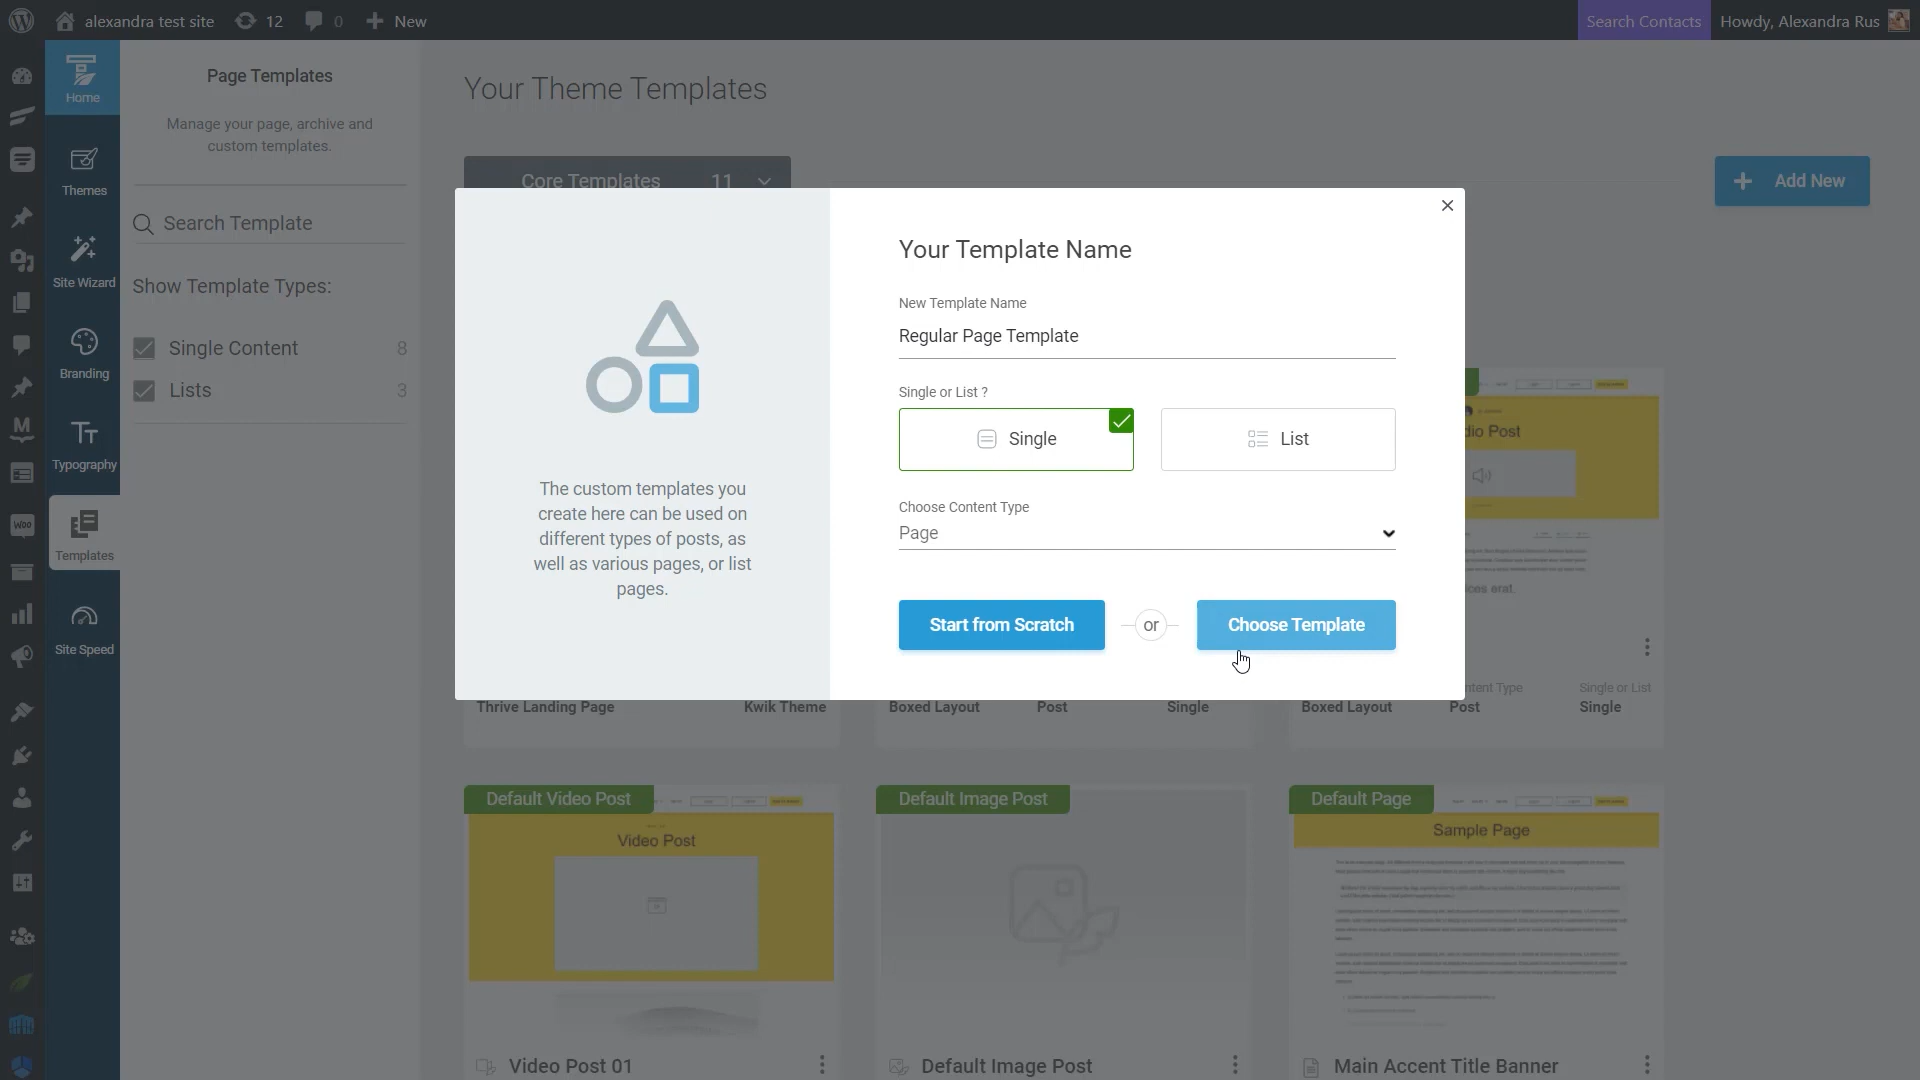 alexandra test site
12
0
New
Search Contacts
Howdy, Alexandra Rus
Home
Themes
Site Wizard
Branding
Typography
Templates
Site Speed
Page Templates
Manage your page, archive and
custom templates.
Search Template
Show Template Types:
Single Content 8
Lists 3
Your Theme Templates
Core Templates 11
Add New
The custom templates you
create here can be used on
different types of posts, as
well as various pages, or list
pages.
Your Template Name
New Template Name
Regular Page Template
Single or List ?
Single
List
Choose Content Type
Page
Start from Scratch
or
Choose Template
Thrive Landing Page
Kwik Theme
Boxed Layout
Post
Single
Single or List
Boxed Layout
Post
Single
Default Video Post
Video Post
Video Post 01
Default Image Post
Default Image Post
Default Page
Sample Page
Main Accent Title Banner